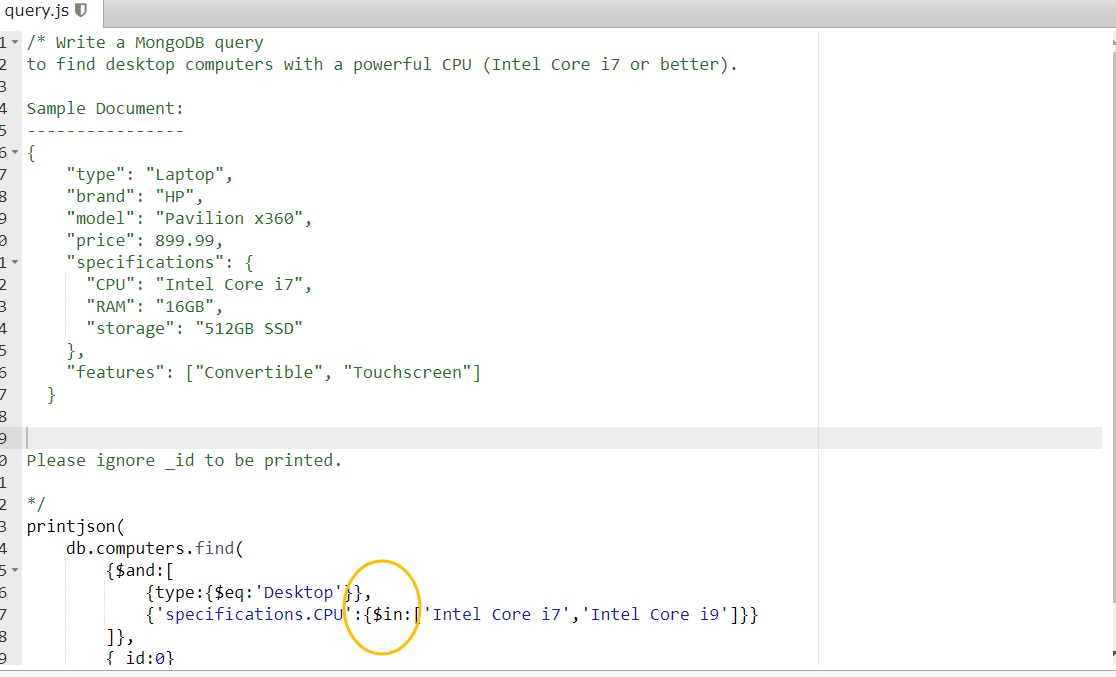 query.js
1 /* Write a MongoDB query
2 to find desktop computers with a powerful CPU (Intel Core i7 or better).
3
4 Sample Document:
5 ----------------
6 {
7 "type": "Laptop",
8 "brand": "HP",
9 "model": "Pavilion x360",
0 "price": 899.99,
1 "specifications": {
2 "CPU": "Intel Core i7",
3 "RAM": "16GB",
4 "storage": "512GB SSD"
5 },
6 "features": ["Convertible", "Touchscreen"]
7 }
8
9
0 Please ignore _id to be printed.
1
2 */
3 printjson(
4 db.computers.find(
5 {$and:[
6 {type:{$eq:'Desktop'}},
7 {'specifications.CPU':{$in:['Intel Core i7','Intel Core i9']}}
8 ]},
9 {_id:0}